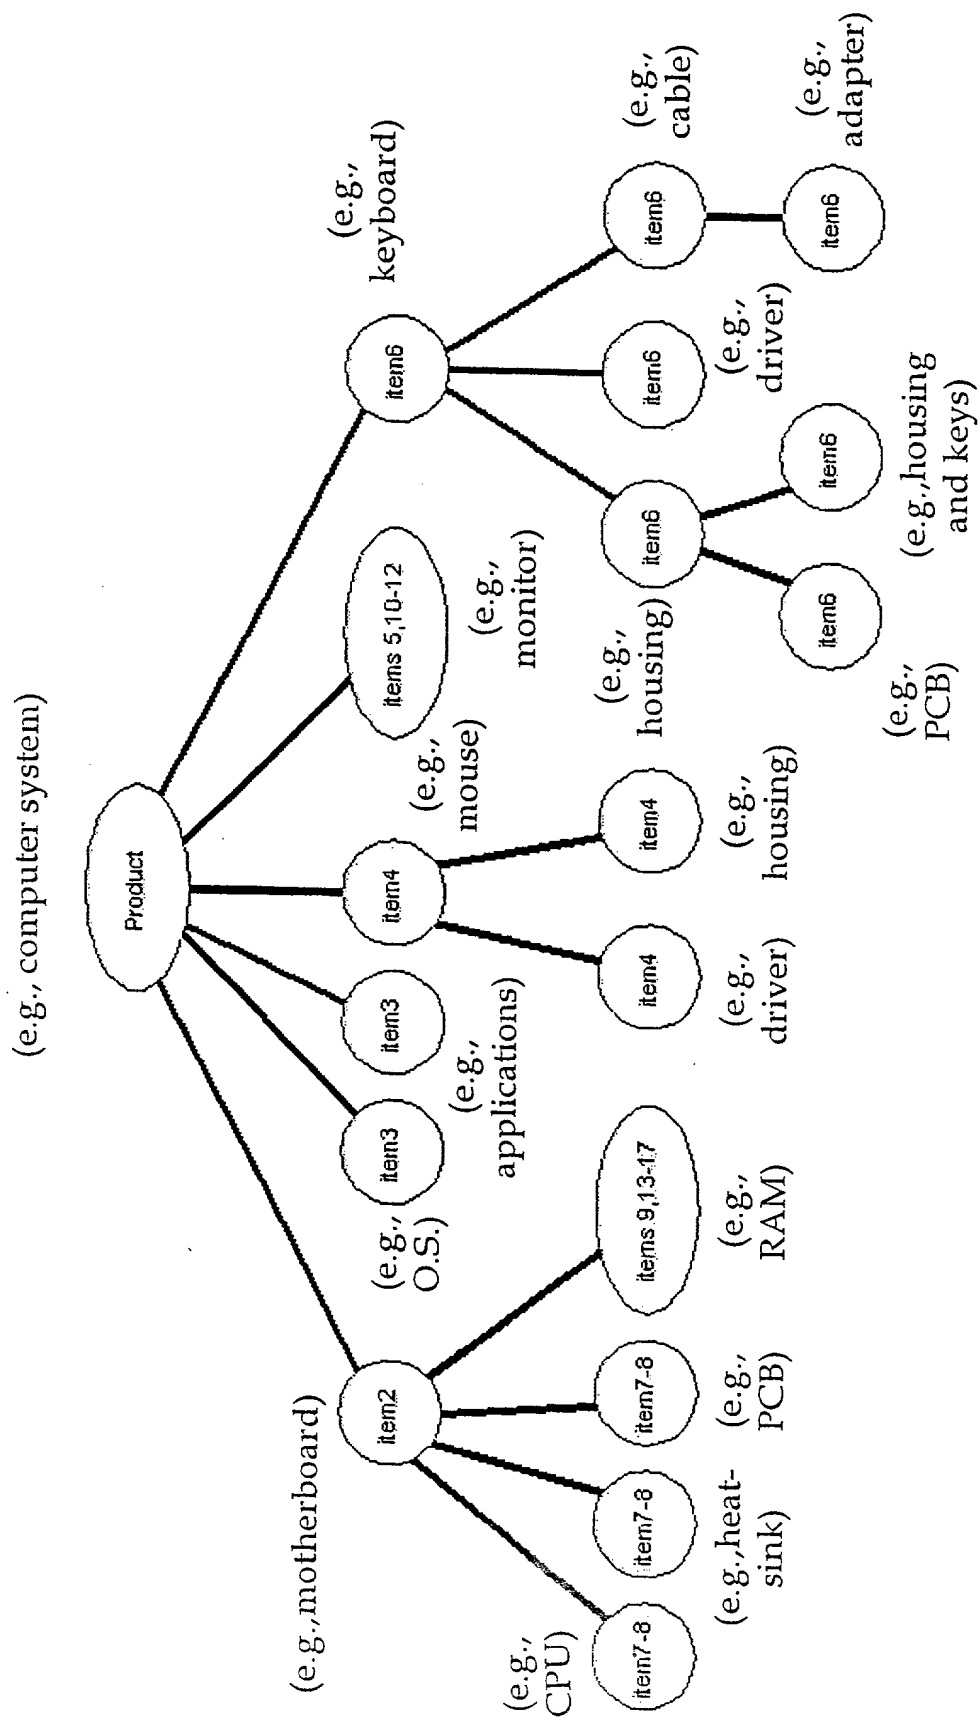 (e.g., computer system)
Product
(e.g.,motherboard)
item2
(e.g.,
O.S.)
item3
(e.g.,
applications)
item3
(e.g.,
mouse)
item4
(e.g.,
monitor)
items 5,10-12
(e.g.,
keyboard)
item6
(e.g.,
CPU)
item7-8
(e.g.,heat-
sink)
item7-8
(e.g.,
PCB)
item7-8
(e.g.,
RAM)
items 9,13-17
(e.g.,
driver)
item4
(e.g.,
housing)
item4
(e.g.,
housing)
item6
(e.g.,
driver)
item6
(e.g.,
cable)
item6
(e.g.,
PCB)
item6
(e.g.,housing
and keys)
item6
(e.g.,
adapter)
item6